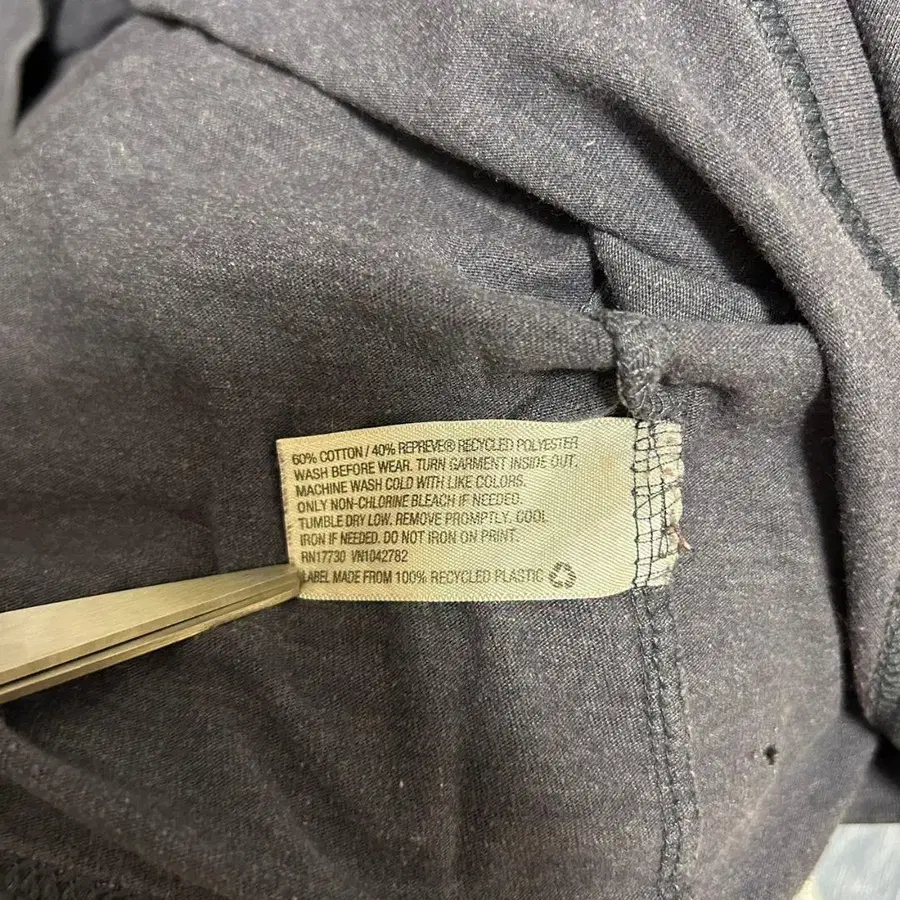 60% COTTON / 40% REPREVE® RECYCLED POLYESTER
WASH BEFORE WEAR. TURN GARMENT INSIDE OUT.
MACHINE WASH COLD WITH LIKE COLORS.
ONLY NON-CHLORINE BLEACH IF NEEDED.
TUMBLE DRY LOW. REMOVE PROMPTLY. COOL
IRON IF NEEDED. DO NOT IRON ON PRINT.
RN17730 VN1042782
LABEL MADE FROM 100% RECYCLED PLASTIC